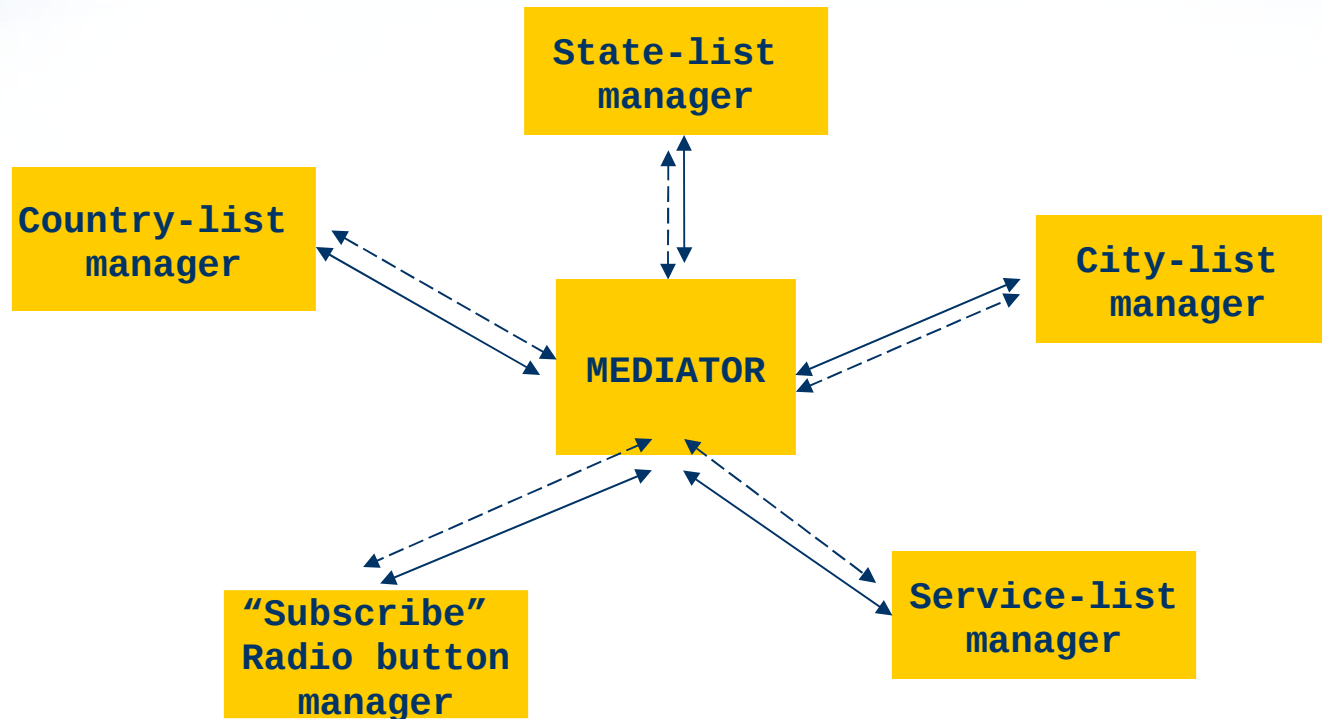 State-list
manager
Country-list
manager
City-list
manager
MEDIATOR
“Subscribe”
Radio button
manager
Service-list
manager